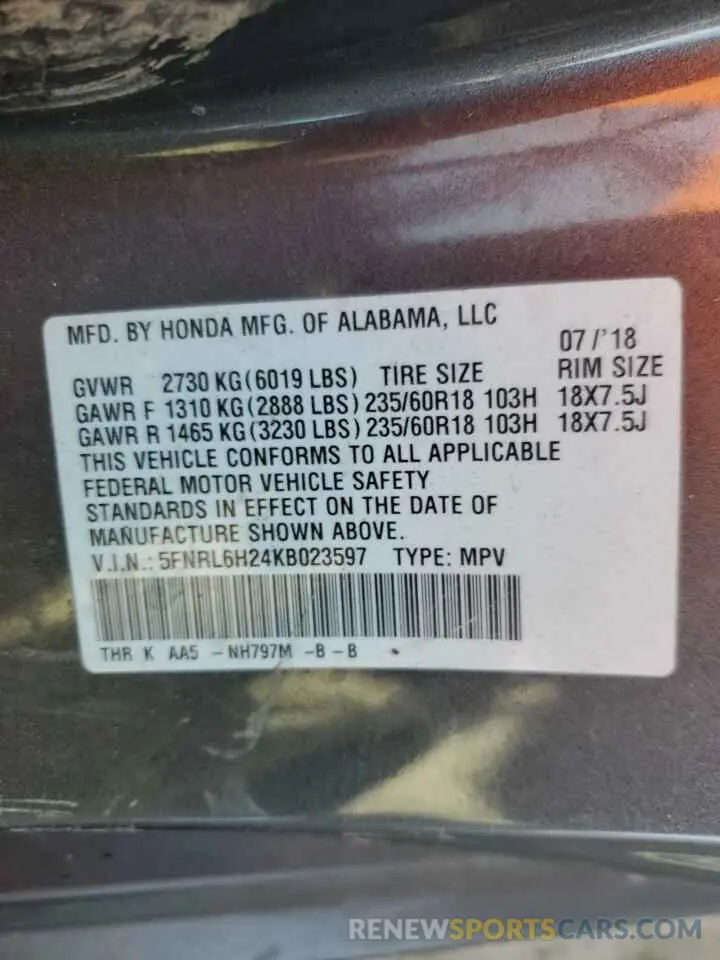 MFD. BY HONDA MFG. OF ALABAMA, LLC
07/'18
GVWR 2730 KG(6019 LBS) TIRE SIZE RIM SIZE
GAWR F 1310 KG(2888 LBS) 235/60R18 103H 18X7.5J
GAWR R 1465 KG(3230 LBS) 235/60R18 103H 18X7.5J
THIS VEHICLE CONFORMS TO ALL APPLICABLE
FEDERAL MOTOR VEHICLE SAFETY
STANDARDS IN EFFECT ON THE DATE OF
MANUFACTURE SHOWN ABOVE.
V.I.N.: 5FNRL6H24KB023597 TYPE: MPV
THR K AA5 -NH797M -B-B
RENEWSPORTSCARS.COM